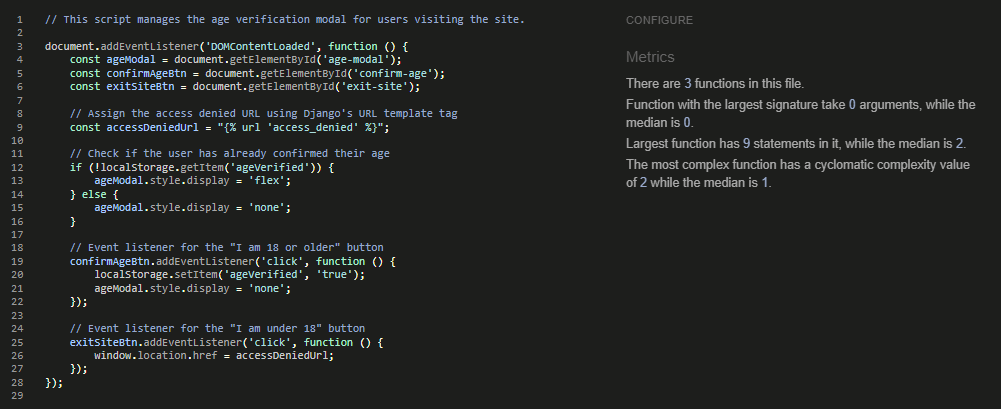 1 // This script manages the age verification modal for users visiting the site.
2
3 document.addEventListener('DOMContentLoaded', function () {
4     const ageModal = document.getElementById('age-modal');
5     const confirmAgeBtn = document.getElementById('confirm-age');
6     const exitSiteBtn = document.getElementById('exit-site');
7
8     // Assign the access denied URL using Django's URL template tag
9     const accessDeniedUrl = "{% url 'access_denied' %}";
10
11     // Check if the user has already confirmed their age
12     if (!localStorage.getItem('ageVerified')) {
13         ageModal.style.display = 'flex';
14     } else {
15         ageModal.style.display = 'none';
16     }
17
18     // Event listener for the "I am 18 or older" button
19     confirmAgeBtn.addEventListener('click', function () {
20         localStorage.setItem('ageVerified', 'true');
21         ageModal.style.display = 'none';
22     });
23
24     // Event listener for the "I am under 18" button
25     exitSiteBtn.addEventListener('click', function () {
26         window.location.href = accessDeniedUrl;
27     });
28 });
29
CONFIGURE
Metrics
There are 3 functions in this file.
Function with the largest signature take 0 arguments, while the
median is 0.
Largest function has 9 statements in it, while the median is 2.
The most complex function has a cyclomatic complexity value
of 2 while the median is 1.